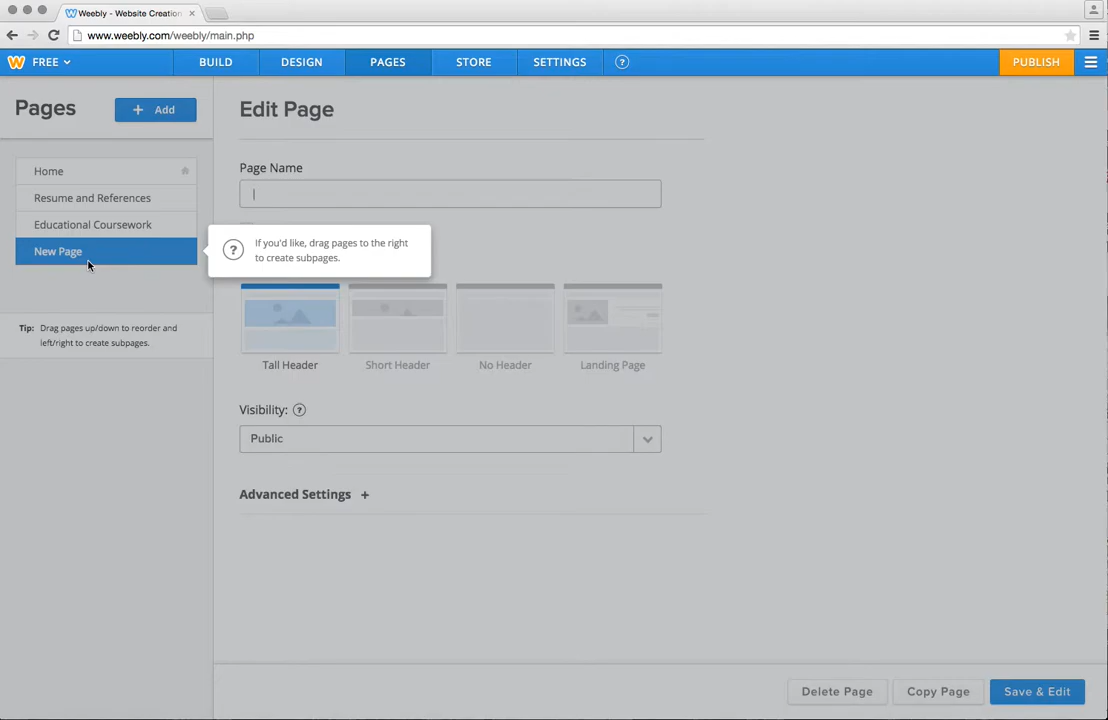 Weebly - Website Creation
www.weebly.com/weebly/main.php
FREE
BUILD
DESIGN
PAGES
STORE
SETTINGS
?
PUBLISH
Pages
+ Add
Home
Resume and References
Educational Coursework
New Page
Tip: Drag pages up/down to reorder and
left/right to create subpages.
Edit Page
Page Name
? If you'd like, drag pages to the right
to create subpages.
Tall Header
Short Header
No Header
Landing Page
Visibility: ?
Public
Advanced Settings +
Delete Page
Copy Page
Save & Edit